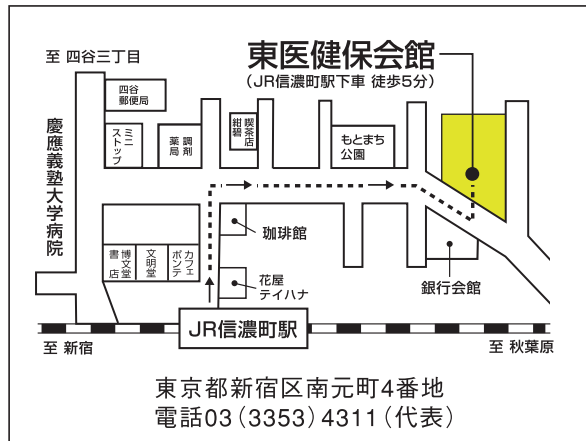 至 四谷三丁目
東医健保会館
（JR信濃町駅下車 徒歩5分）
四谷
郵便局
慶應義塾大学病院
ミニ
ストップ
調剤
薬局
喫茶店
紺碧
もとまち
公園
珈琲館
博文堂
書店
文明堂
カフェ
ボンテ
花屋
テイハナ
銀行会館
JR信濃町駅
至 新宿
至 秋葉原
東京都新宿区南元町4番地
電話03（3353）4311（代表）